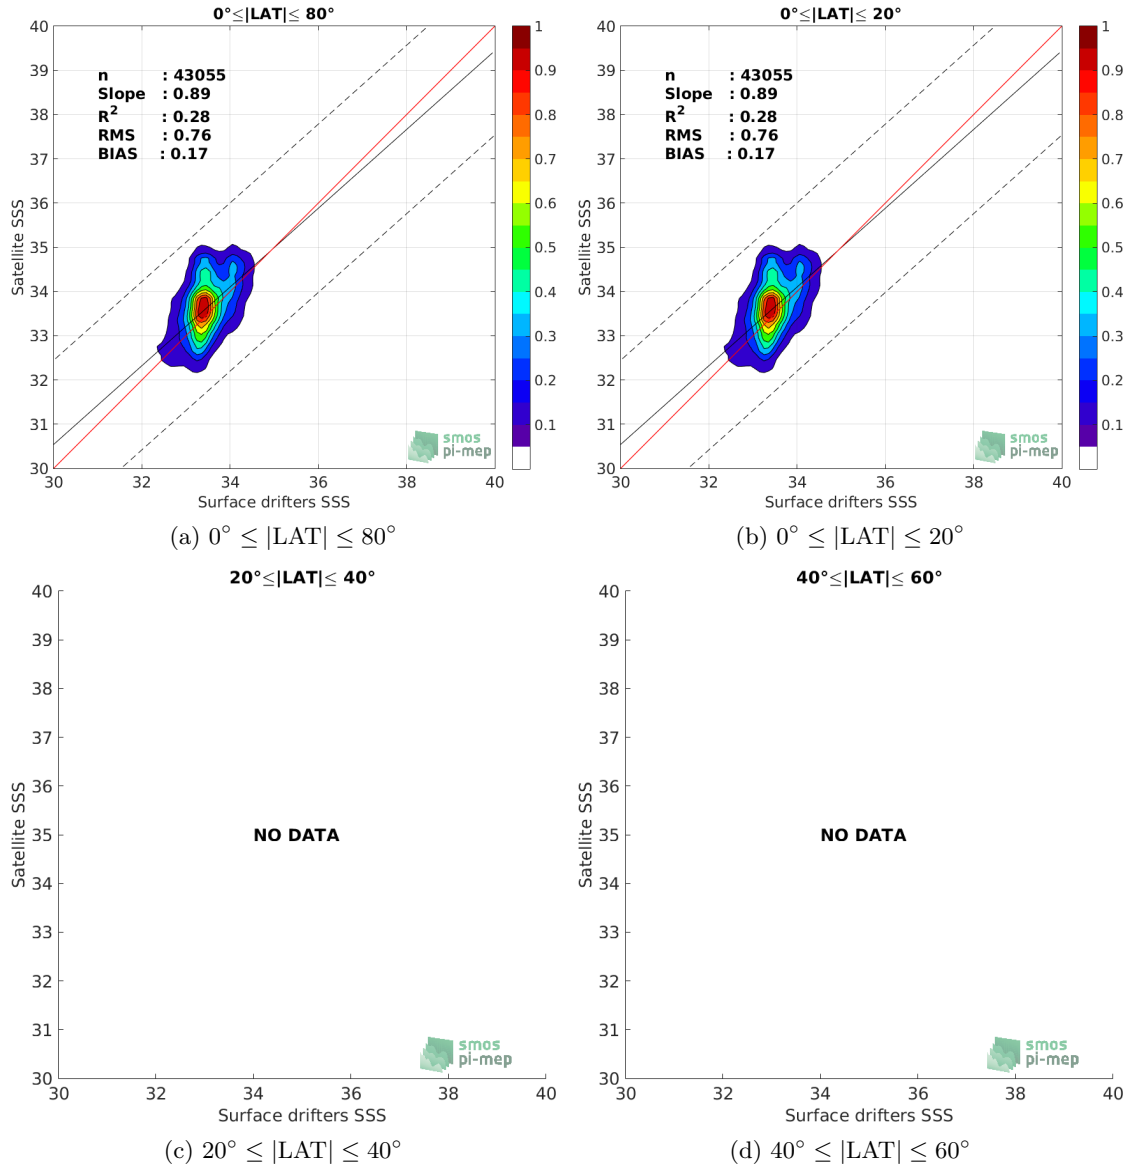 0°≤|LAT|≤ 80°
40
39
38
37
36
35
34
33
32
31
30
Satellite SSS
n : 43055
Slope : 0.89
R² : 0.28
RMS : 0.76
BIAS : 0.17
smos
pi-mep
30 32 34 36 38 40
Surface drifters SSS
1
0.9
0.8
0.7
0.6
0.5
0.4
0.3
0.2
0.1
(a) 0° ≤ |LAT| ≤ 80°
0°≤|LAT|≤ 20°
40
39
38
37
36
35
34
33
32
31
30
Satellite SSS
n : 43055
Slope : 0.89
R² : 0.28
RMS : 0.76
BIAS : 0.17
smos
pi-mep
30 32 34 36 38 40
Surface drifters SSS
1
0.9
0.8
0.7
0.6
0.5
0.4
0.3
0.2
0.1
(b) 0° ≤ |LAT| ≤ 20°
20°≤|LAT|≤ 40°
40
39
38
37
36
35
34
33
32
31
30
Satellite SSS
NO DATA
smos
pi-mep
30 32 34 36 38 40
Surface drifters SSS
(c) 20° ≤ |LAT| ≤ 40°
40°≤|LAT|≤ 60°
40
39
38
37
36
35
34
33
32
31
30
Satellite SSS
NO DATA
smos
pi-mep
30 32 34 36 38 40
Surface drifters SSS
(d) 40° ≤ |LAT| ≤ 60°